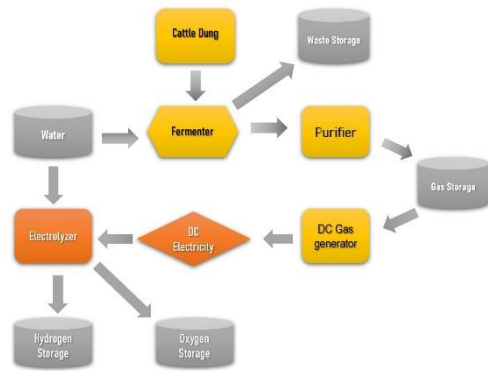 Cattle Dung
Waste Storage
Water
Fermenter
Purifier
Gas Storage
Electrolyzer
DC
Electricity
DC Gas
generator
Hydrogen
Storage
Oxygen
Storage